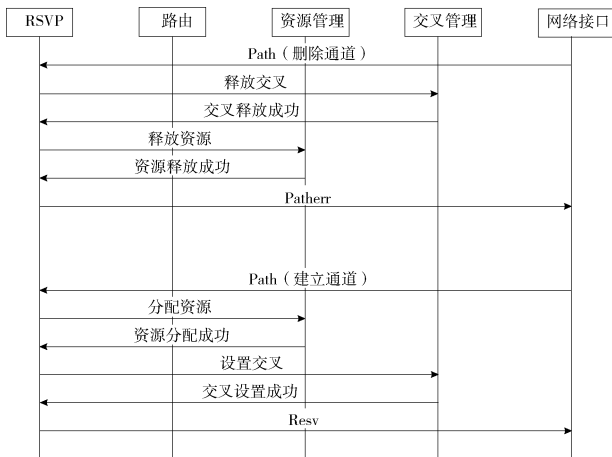 RSVP
路由
资源管理
交叉管理
网络接口
Path（删除通道）
释放交叉
交叉释放成功
释放资源
资源释放成功
Patherr
Path（建立通道）
分配资源
资源分配成功
设置交叉
交叉设置成功
Resv